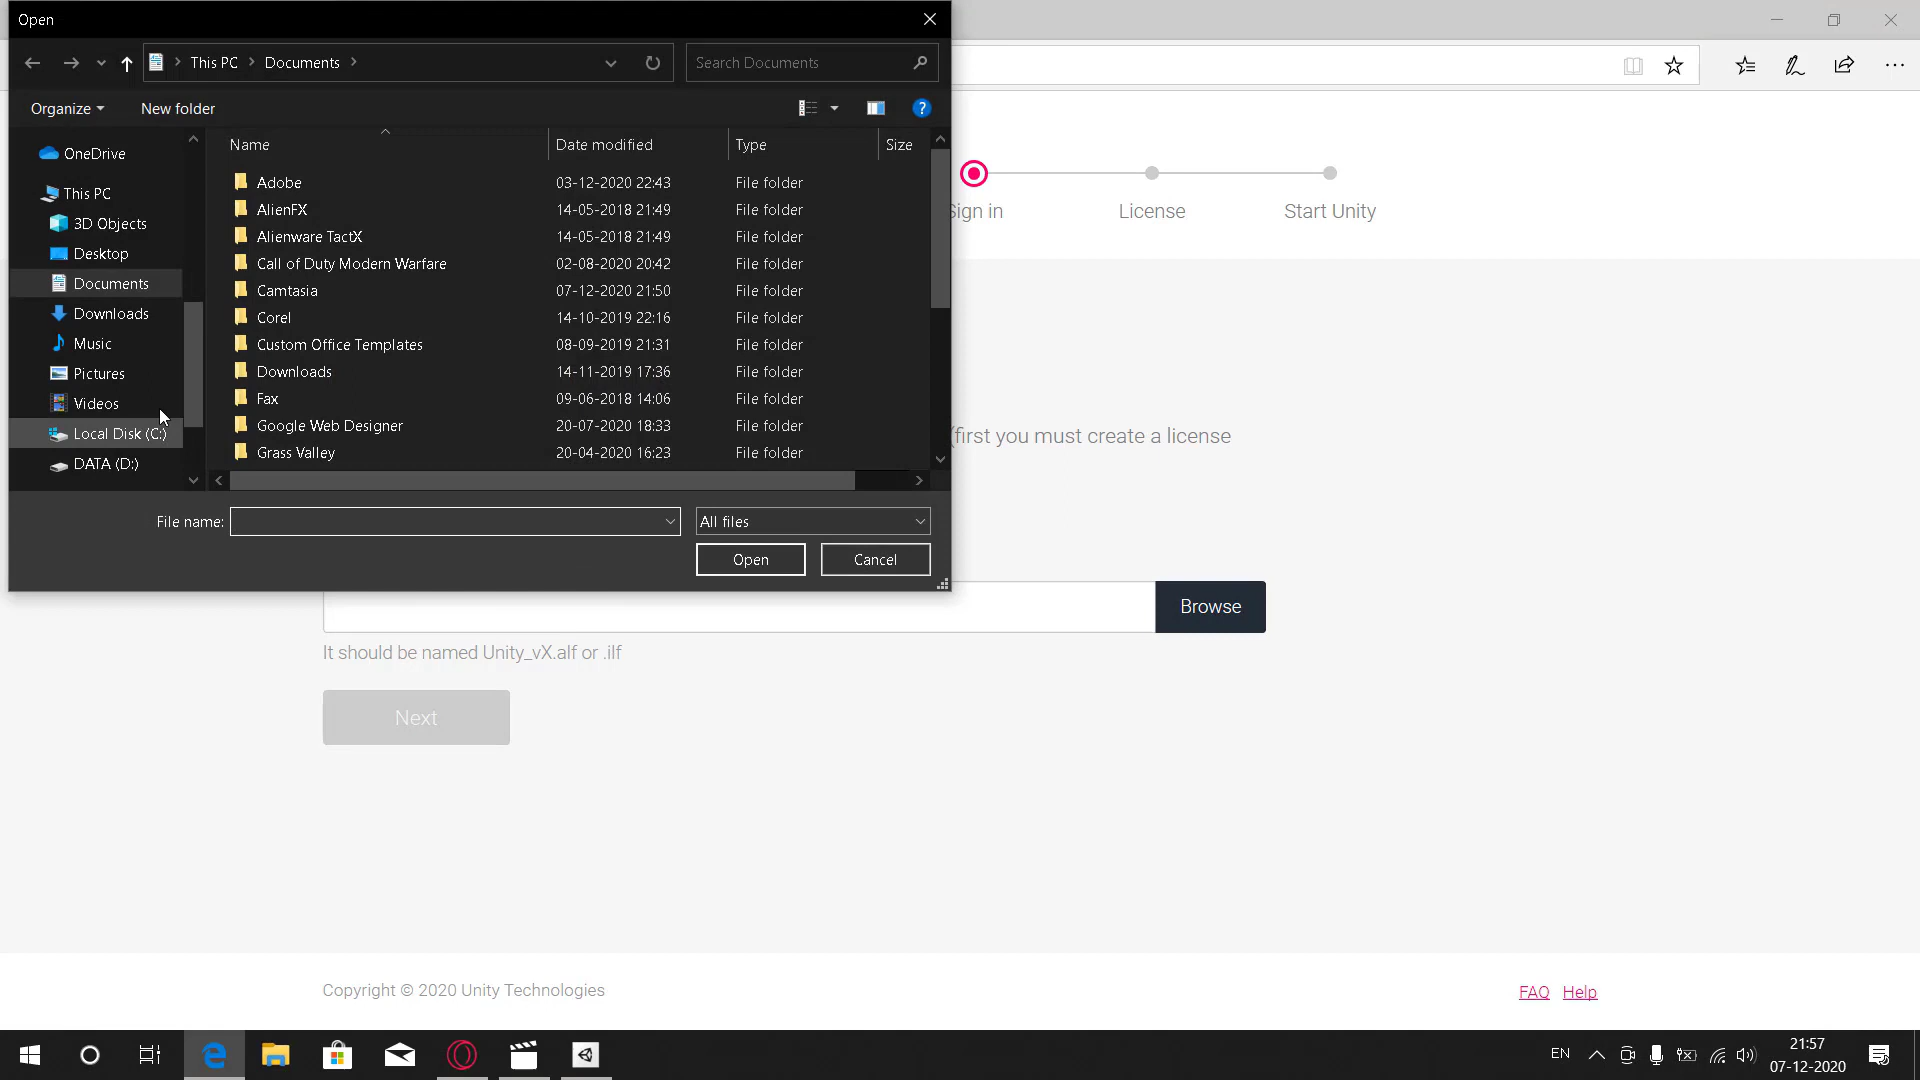 Open
This PC
Documents
Search Documents
Organize
New folder
?
Name
Date modified
Type
Size
OneDrive
This PC
3D Objects
Desktop
Documents
Downloads
Music
Pictures
Videos
Local Disk (C:)
DATA (D:)
Adobe 03-12-2020 22:43 File folder
AlienFX 14-05-2018 21:49 File folder
Alienware TactX 14-05-2018 21:49 File folder
Call of Duty Modern Warfare 02-08-2020 20:42 File folder
Camtasia 07-12-2020 21:50 File folder
Corel 14-10-2019 22:16 File folder
Custom Office Templates 08-09-2019 21:31 File folder
Downloads 14-11-2019 17:36 File folder
Fax 09-06-2018 14:06 File folder
Google Web Designer 20-07-2020 18:33 File folder
Grass Valley 20-04-2020 16:23 File folder
File name:
All files
Open
Cancel
Sign in
License
Start Unity
(first you must create a license
Browse
It should be named Unity_vX.alf or .ilf
Next
Copyright © 2020 Unity Technologies
FAQ
Help
EN
21:57
07-12-2020